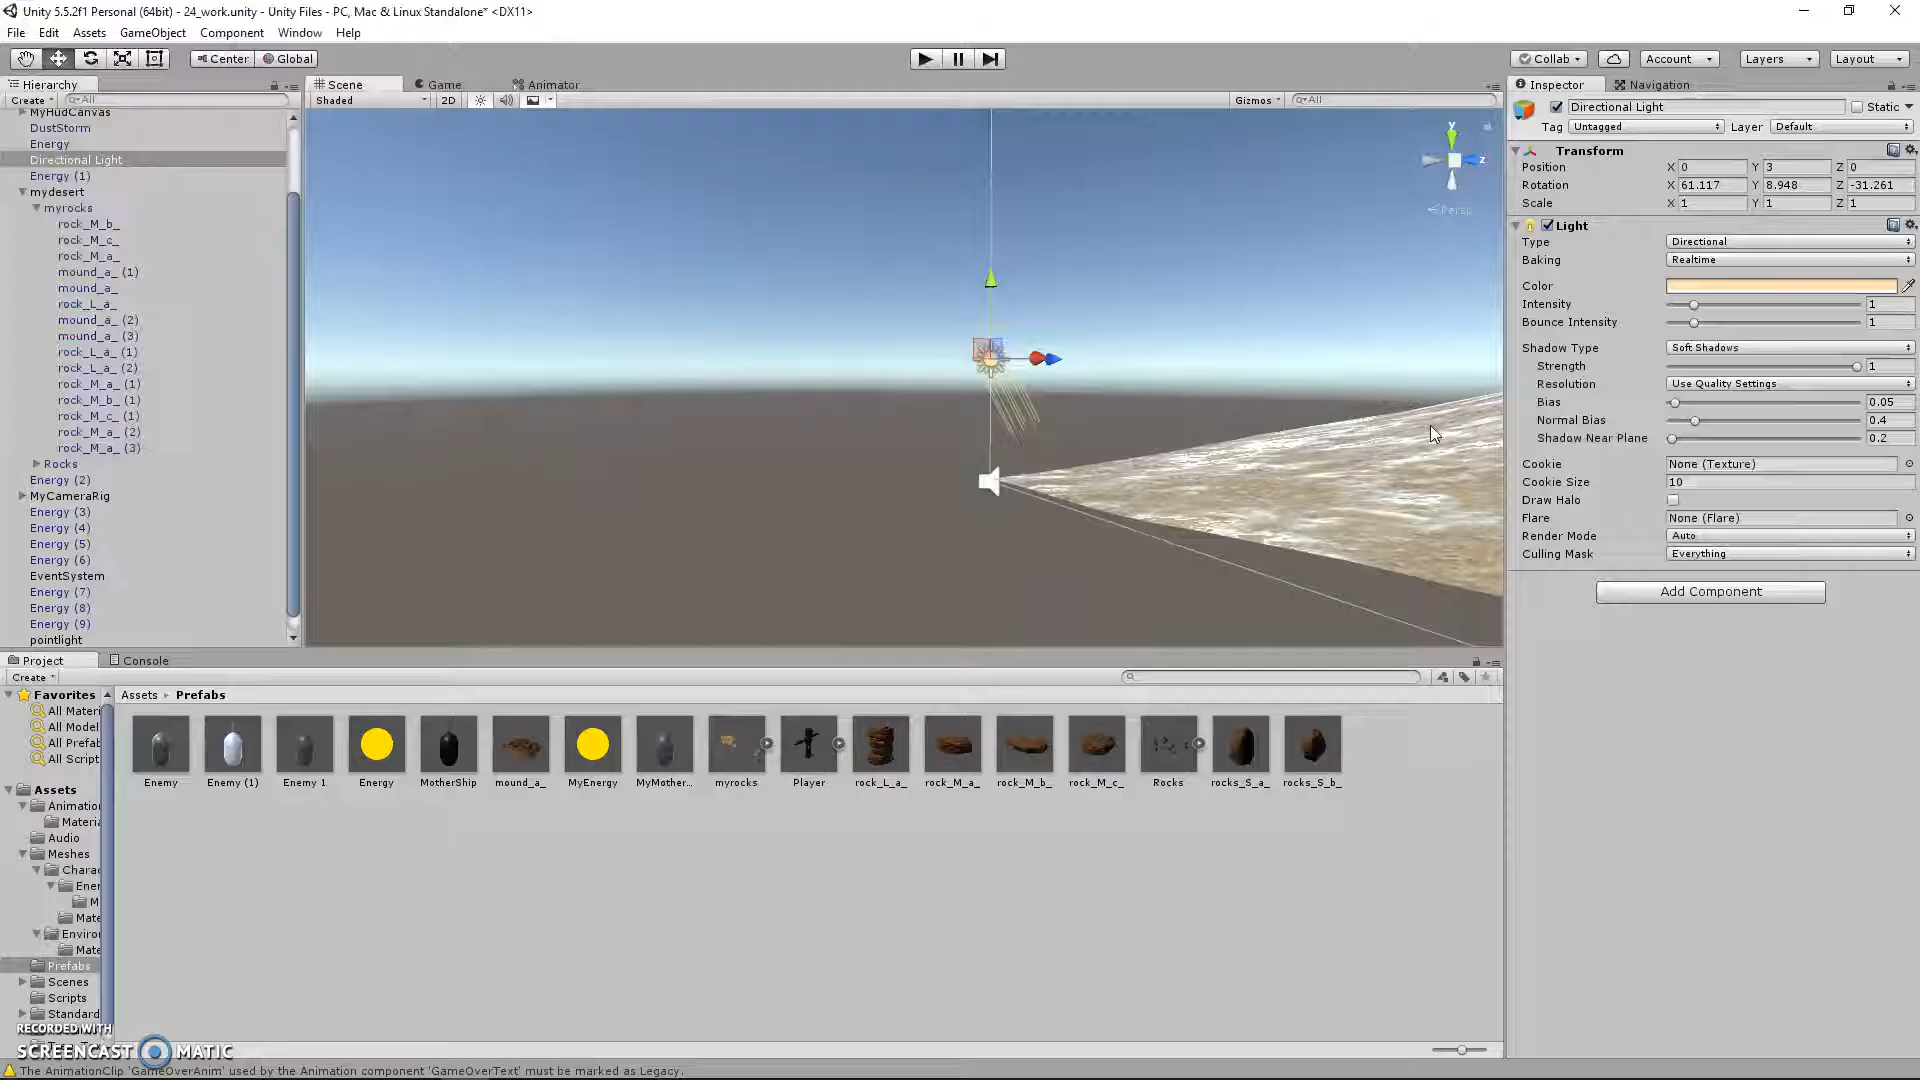 Unity 5.5.2f1 Personal (64bit) - 24_work.unity - Unity Files - PC, Mac & Linux Standalone* <DX11>
File Edit Assets GameObject Component Window Help
Center Global Collab Account Layers Layout
Hierarchy Scene Game Animator Inspector Navigation
Create All Shaded 2D Gizmos All
Directional Light Static
Tag Untagged Layer Default
MyHudCanvas
DustStorm
Energy
Directional Light
Energy (1)
mydesert
myrocks
rock_M_b_
rock_M_c_
rock_M_a_
mound_a_ (1)
mound_a_
rock_L_a_
mound_a_ (2)
mound_a_ (3)
rock_L_a_ (1)
rock_L_a_ (2)
rock_M_a_ (1)
rock_M_b_ (1)
rock_M_c_ (1)
rock_M_a_ (2)
rock_M_a_ (3)
Rocks
Energy (2)
MyCameraRig
Energy (3)
Energy (4)
Energy (5)
Energy (6)
EventSystem
Energy (7)
Energy (8)
Energy (9)
pointlight
y
z
Persp
Transform
Position X 0 Y 3 Z 0
Rotation X 61.117 Y 8.948 Z -31.261
Scale X 1 Y 1 Z 1
Light
Type Directional
Baking Realtime
Color
Intensity 1
Bounce Intensity 1
Shadow Type Soft Shadows
Strength 1
Resolution Use Quality Settings
Bias 0.05
Normal Bias 0.4
Shadow Near Plane 0.2
Cookie None (Texture)
Cookie Size 10
Draw Halo
Flare None (Flare)
Render Mode Auto
Culling Mask Everything
Add Component
Project Console
Create
Favorites
All Materi
All Model
All Prefab
All Script
Assets
Animation
Materia
Audio
Meshes
Charac
Ener
M
Mate
Enviro
Mate
Prefabs
Scenes
Scripts
Standard
Assets Prefabs
Enemy Enemy (1) Enemy 1 Energy MotherShip mound_a_ MyEnergy MyMother... myrocks Player rock_L_a_ rock_M_a_ rock_M_b_ rock_M_c_ Rocks rocks_S_a_ rocks_S_b_
RECORDED WITH
SCREENCAST MATIC
The AnimationClip 'GameOverAnim' used by the Animation component 'GameOverText' must be marked as Legacy.